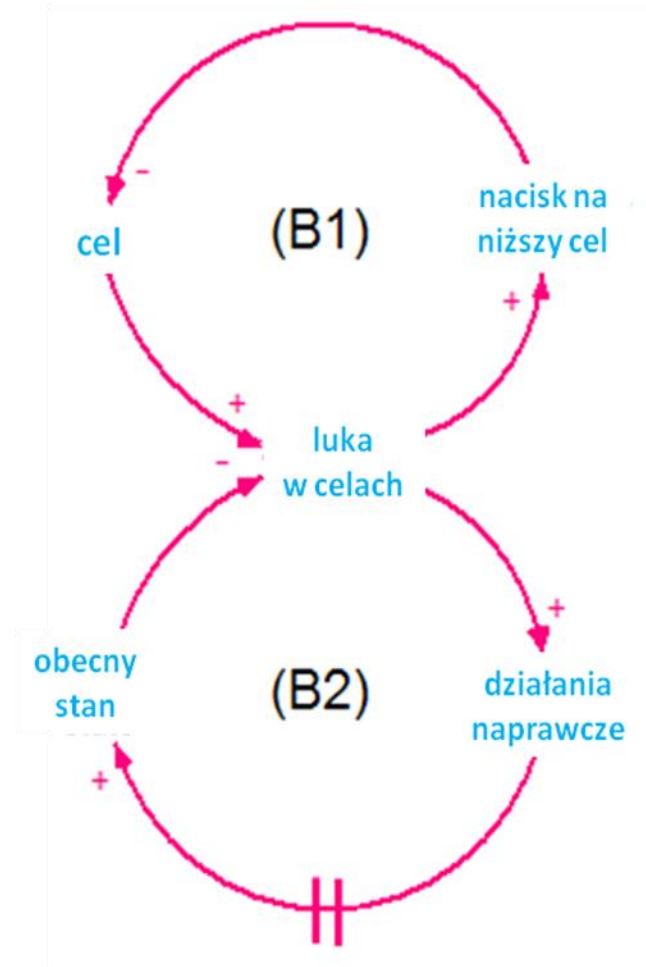 -
nacisk na
niższy cel
(B1)
cel
+
+
luka
w celach
-
+
obecny
stan
(B2)
działania
naprawcze
+